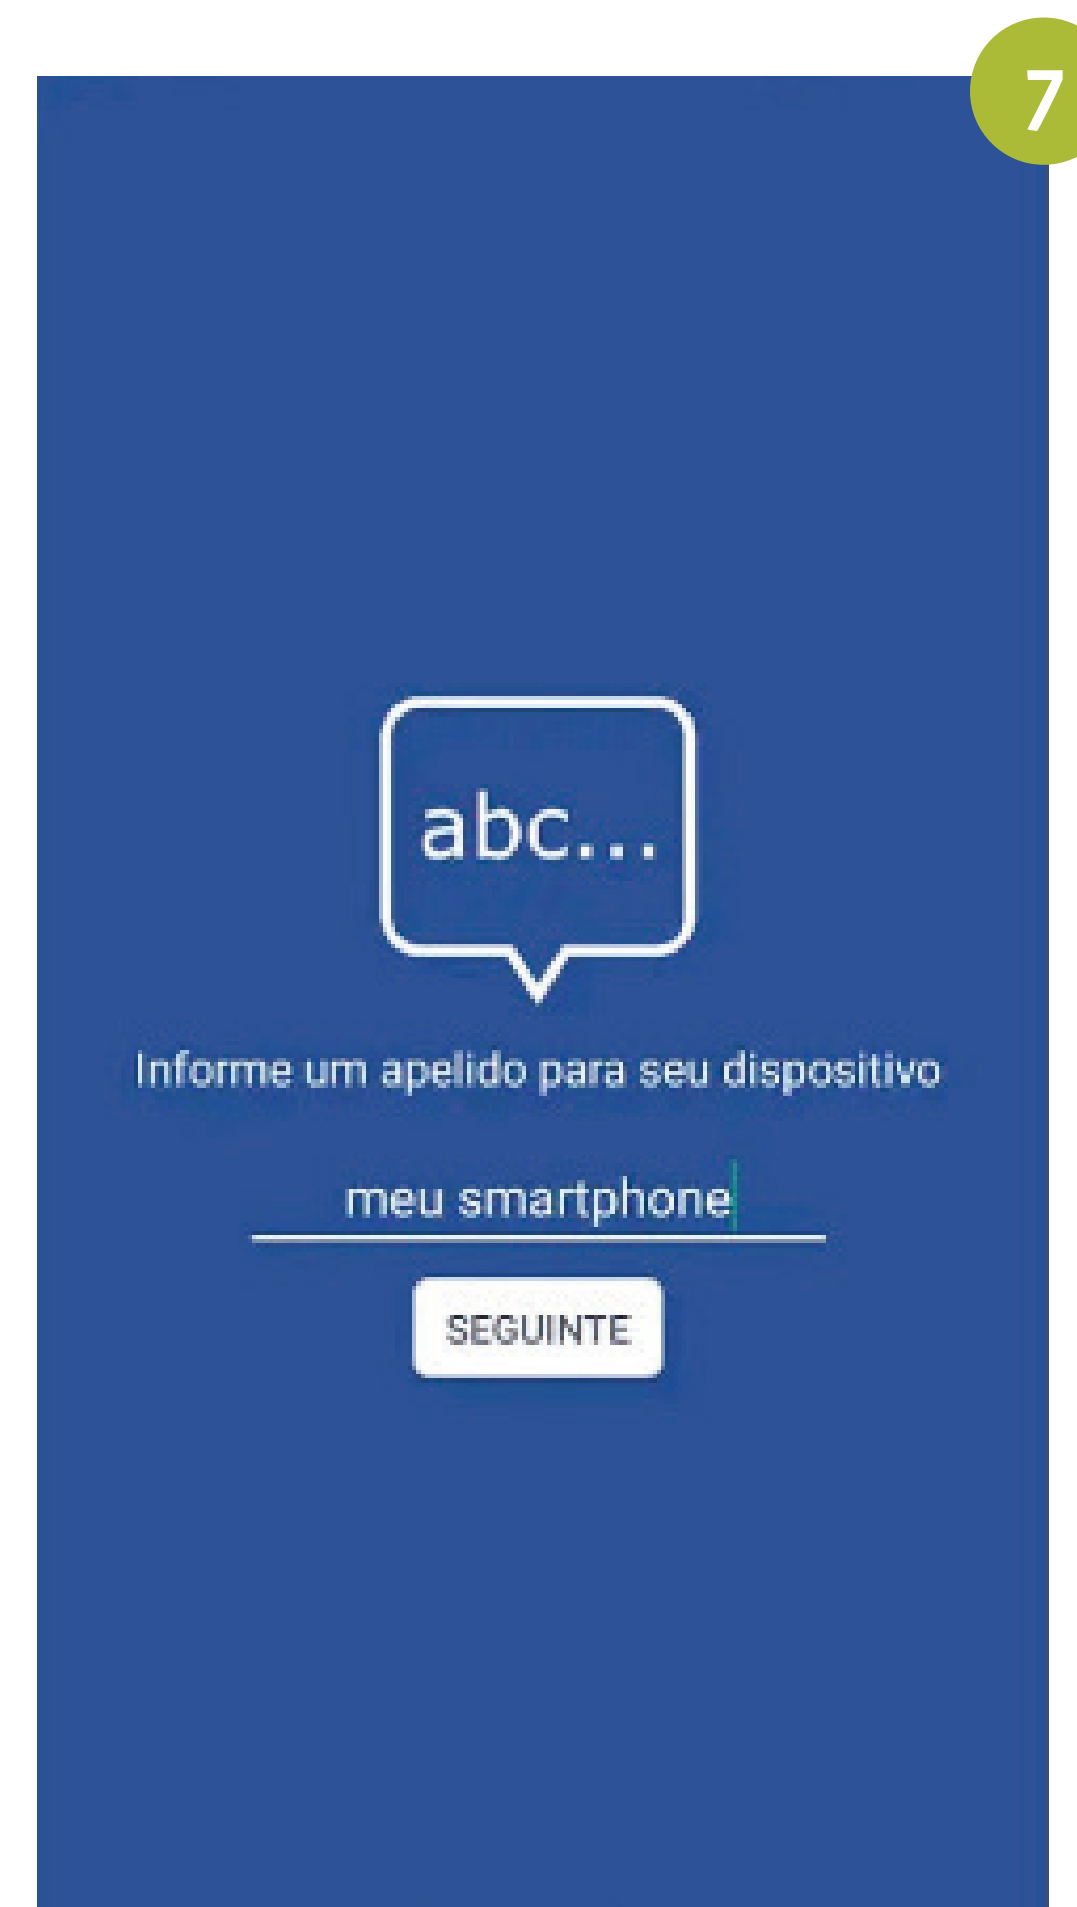 7
abc...
Informe um apelido para seu dispositivo
meu smartphone
SEGUINTE